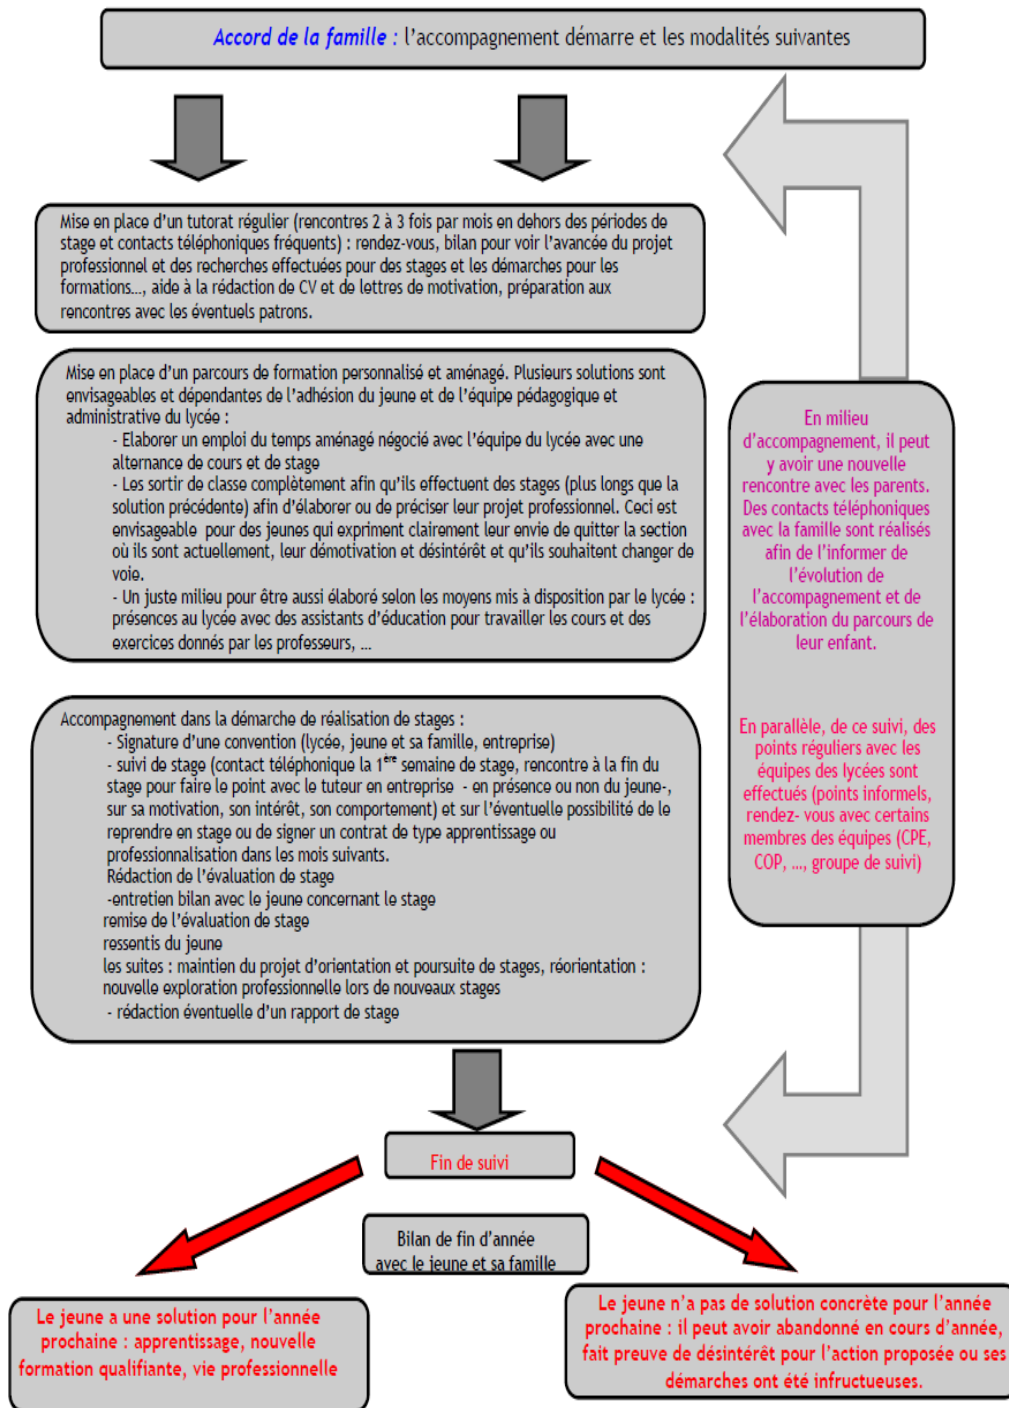 Accord de la famille : l'accompagnement démarre et les modalités suivantes
Mise en place d'un tutorat régulier (rencontres 2 à 3 fois par mois en dehors des périodes de
stage et contacts téléphoniques fréquents) : rendez-vous, bilan pour voir l'avancée du projet
professionnel et des recherches effectuées pour des stages et les démarches pour les
formations..., aide à la rédaction de CV et de lettres de motivation, préparation aux
rencontres avec les éventuels patrons.
Mise en place d'un parcours de formation personnalisé et aménagé. Plusieurs solutions sont
envisageables et dépendantes de l'adhésion du jeune et de l'équipe pédagogique et
administrative du lycée :
- Elaborer un emploi du temps aménagé négocié avec l'équipe du lycée avec une
alternance de cours et de stage
- Les sortir de classe complètement afin qu'ils effectuent des stages (plus longs que la
solution précédente) afin d'élaborer ou de préciser leur projet professionnel. Ceci est
envisageable pour des jeunes qui expriment clairement leur envie de quitter la section
où ils sont actuellement, leur démotivation et désintérêt et qu'ils souhaitent changer de
voie.
- Un juste milieu pour être aussi élaboré selon les moyens mis à disposition par le lycée :
présences au lycée avec des assistants d'éducation pour travailler les cours et des
exercices donnés par les professeurs, ...
Accompagnement dans la démarche de réalisation de stages :
- Signature d'une convention (lycée, jeune et sa famille, entreprise)
- suivi de stage (contact téléphonique la 1ère semaine de stage, rencontre à la fin du
stage pour faire le point avec le tuteur en entreprise - en présence ou non du jeune-,
sur sa motivation, son intérêt, son comportement) et sur l'éventuelle possibilité de le
reprendre en stage ou de signer un contrat de type apprentissage ou
professionnalisation dans les mois suivants.
Rédaction de l'évaluation de stage
-entretien bilan avec le jeune concernant le stage
remise de l'évaluation de stage
ressentis du jeune
les suites : maintien du projet d'orientation et poursuite de stages, réorientation :
nouvelle exploration professionnelle lors de nouveaux stages
- rédaction éventuelle d'un rapport de stage
En milieu
d'accompagnement, il peut
y avoir une nouvelle
rencontre avec les parents.
Des contacts téléphoniques
avec la famille sont réalisés
afin de l'informer de
l'évolution de
l'accompagnement et de
l'élaboration du parcours de
leur enfant.
En parallèle, de ce suivi, des
points réguliers avec les
équipes des lycées sont
effectués (points informels,
rendez- vous avec certains
membres des équipes (CPE,
COP, ..., groupe de suivi)
Fin de suivi
Bilan de fin d'année
avec le jeune et sa famille
Le jeune a une solution pour l'année
prochaine : apprentissage, nouvelle
formation qualifiante, vie professionnelle
Le jeune n'a pas de solution concrète pour l'année
prochaine : il peut avoir abandonné en cours d'année,
fait preuve de désintérêt pour l'action proposée ou ses
démarches ont été infructueuses.